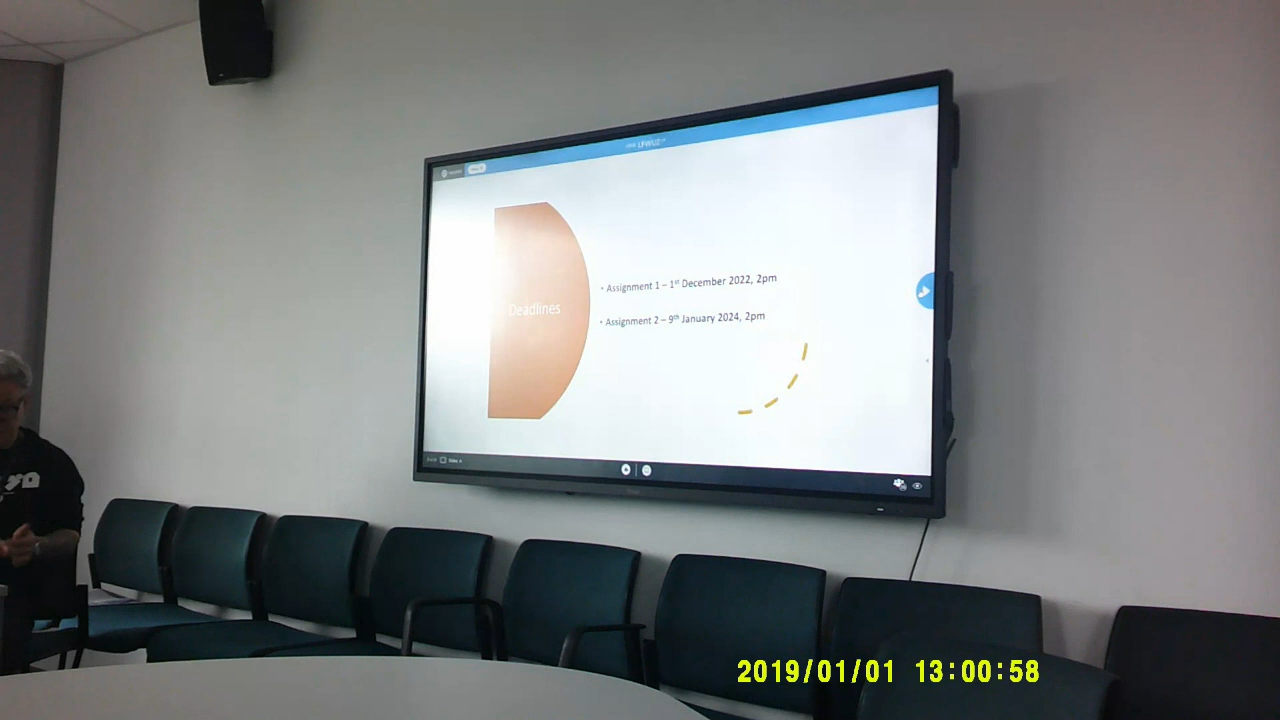 Deadlines
• Assignment 1 – 1st December 2022, 2pm
• Assignment 2 – 9th January 2024, 2pm
2019/01/01 13:00:58